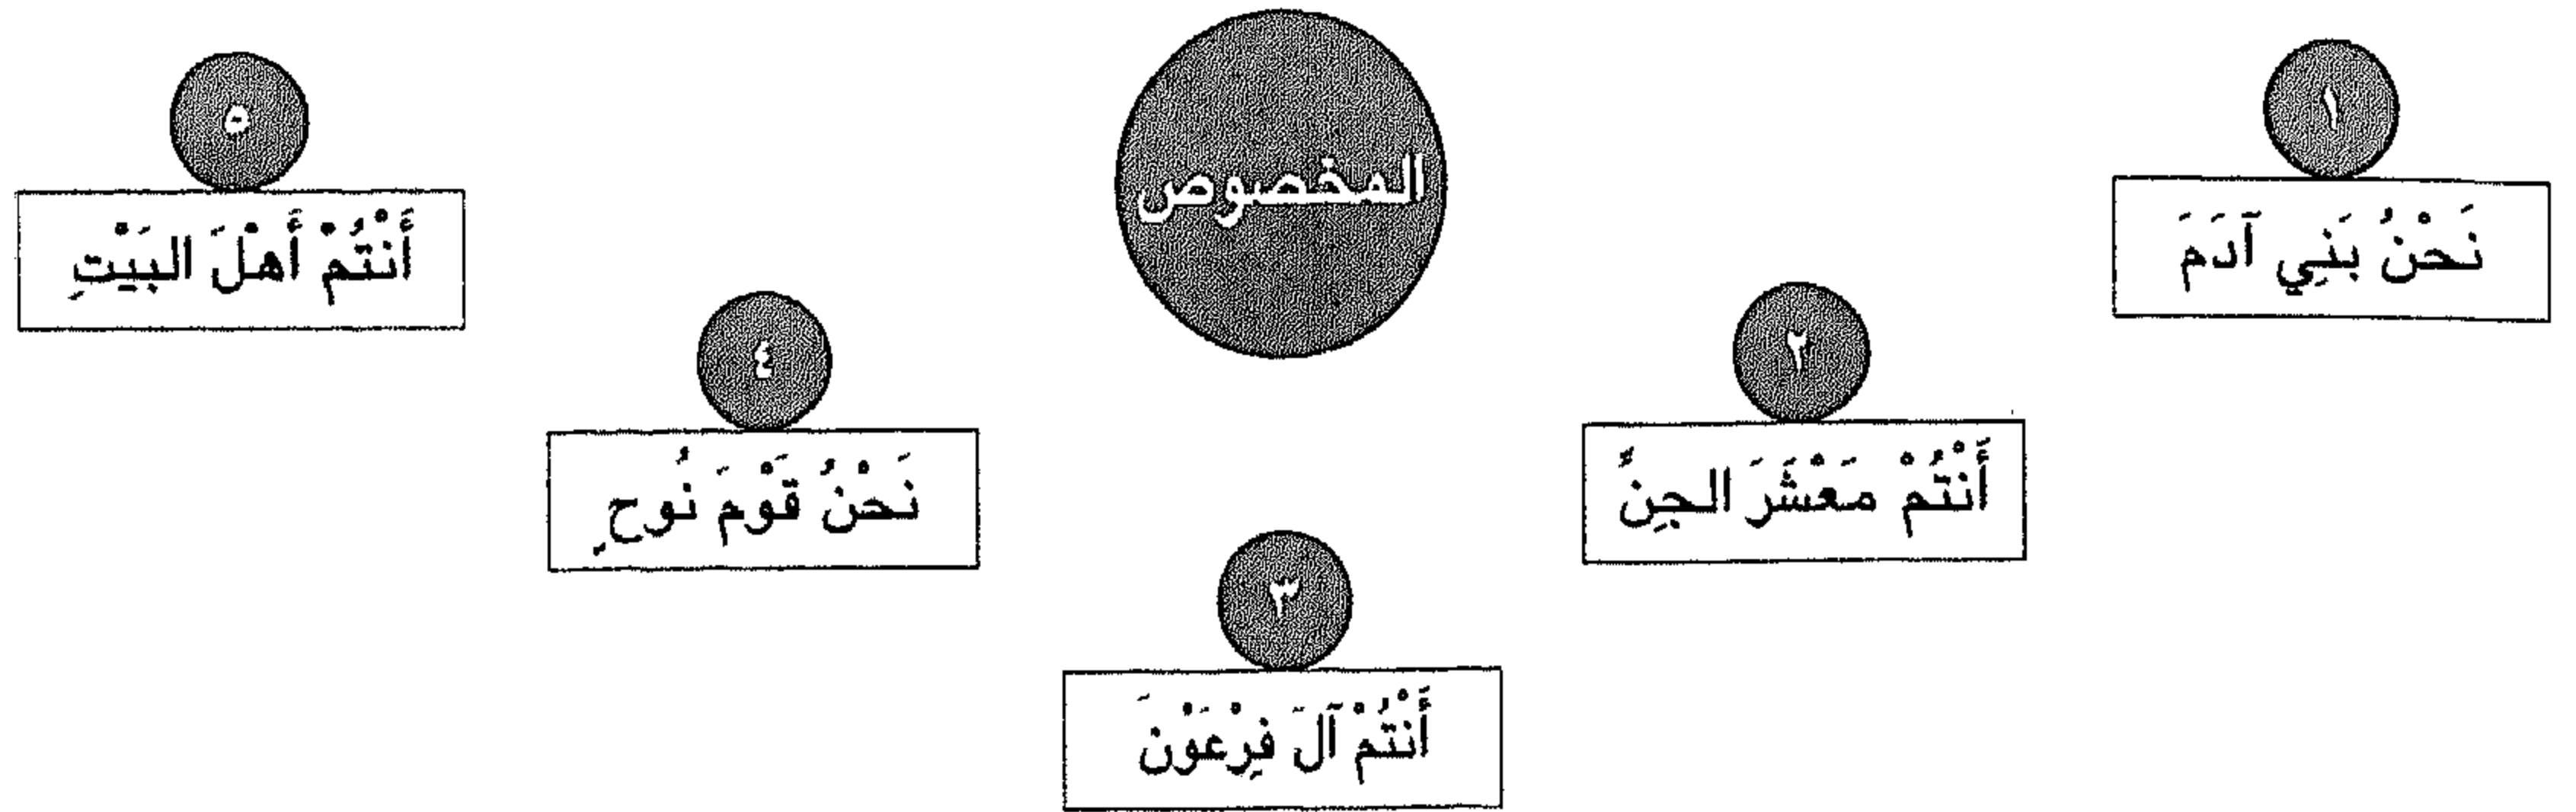 المخصوص
١
نَحْنُ بَنِي آدَمَ
٢
أَنْتُمْ مَعْشَرَ الجِنِّ
٣
أَنْتُمْ آلَ فِرْعَوْنَ
٤
نَحْنُ قَوْمَ نُوحٍ
٥
أَنْتُمْ أَهْلَ البَيْتِ